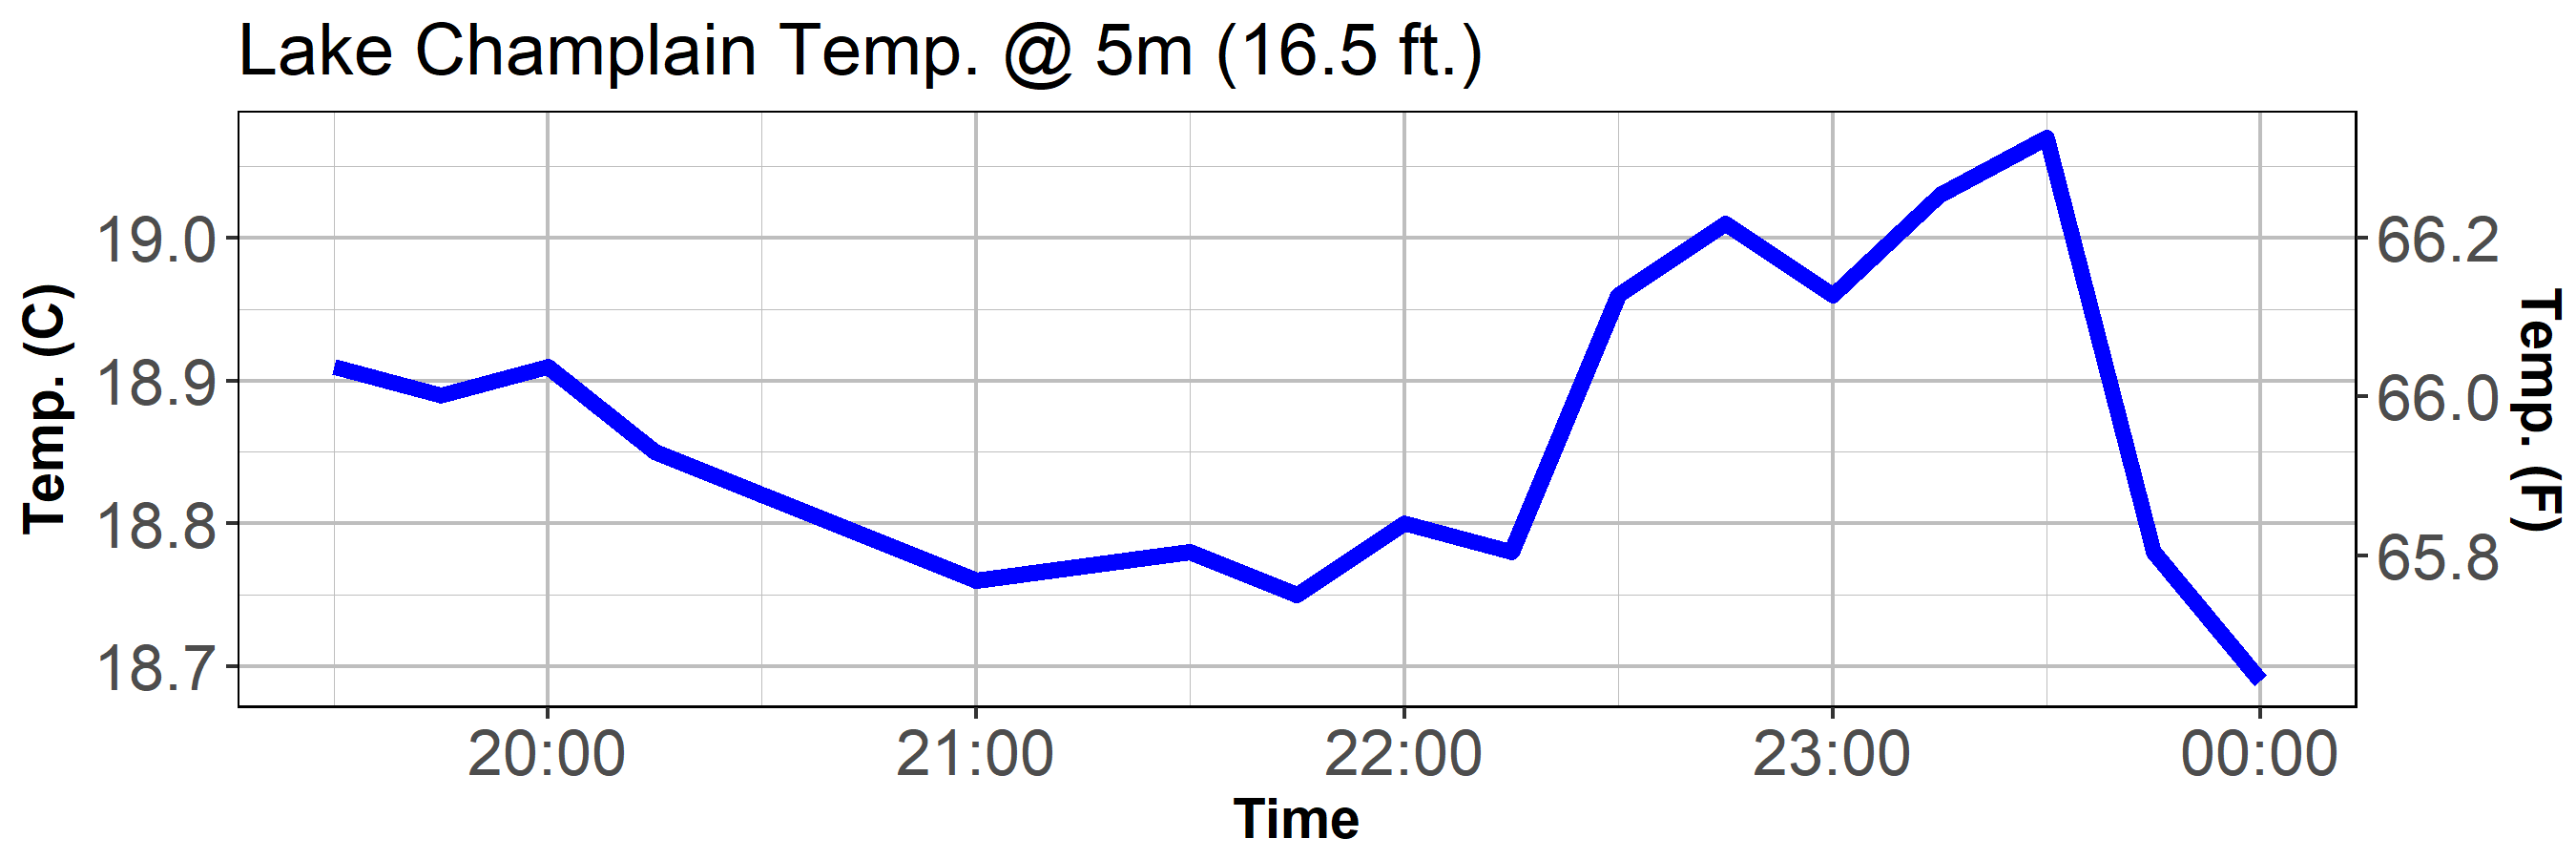 Lake Champlain Temp. @ 5m (16.5 ft.)
Temp. (C)
19.0
18.9
18.8
18.7
66.2
66.0
65.8
Temp. (F)
20:00 21:00 22:00 23:00 00:00
Time